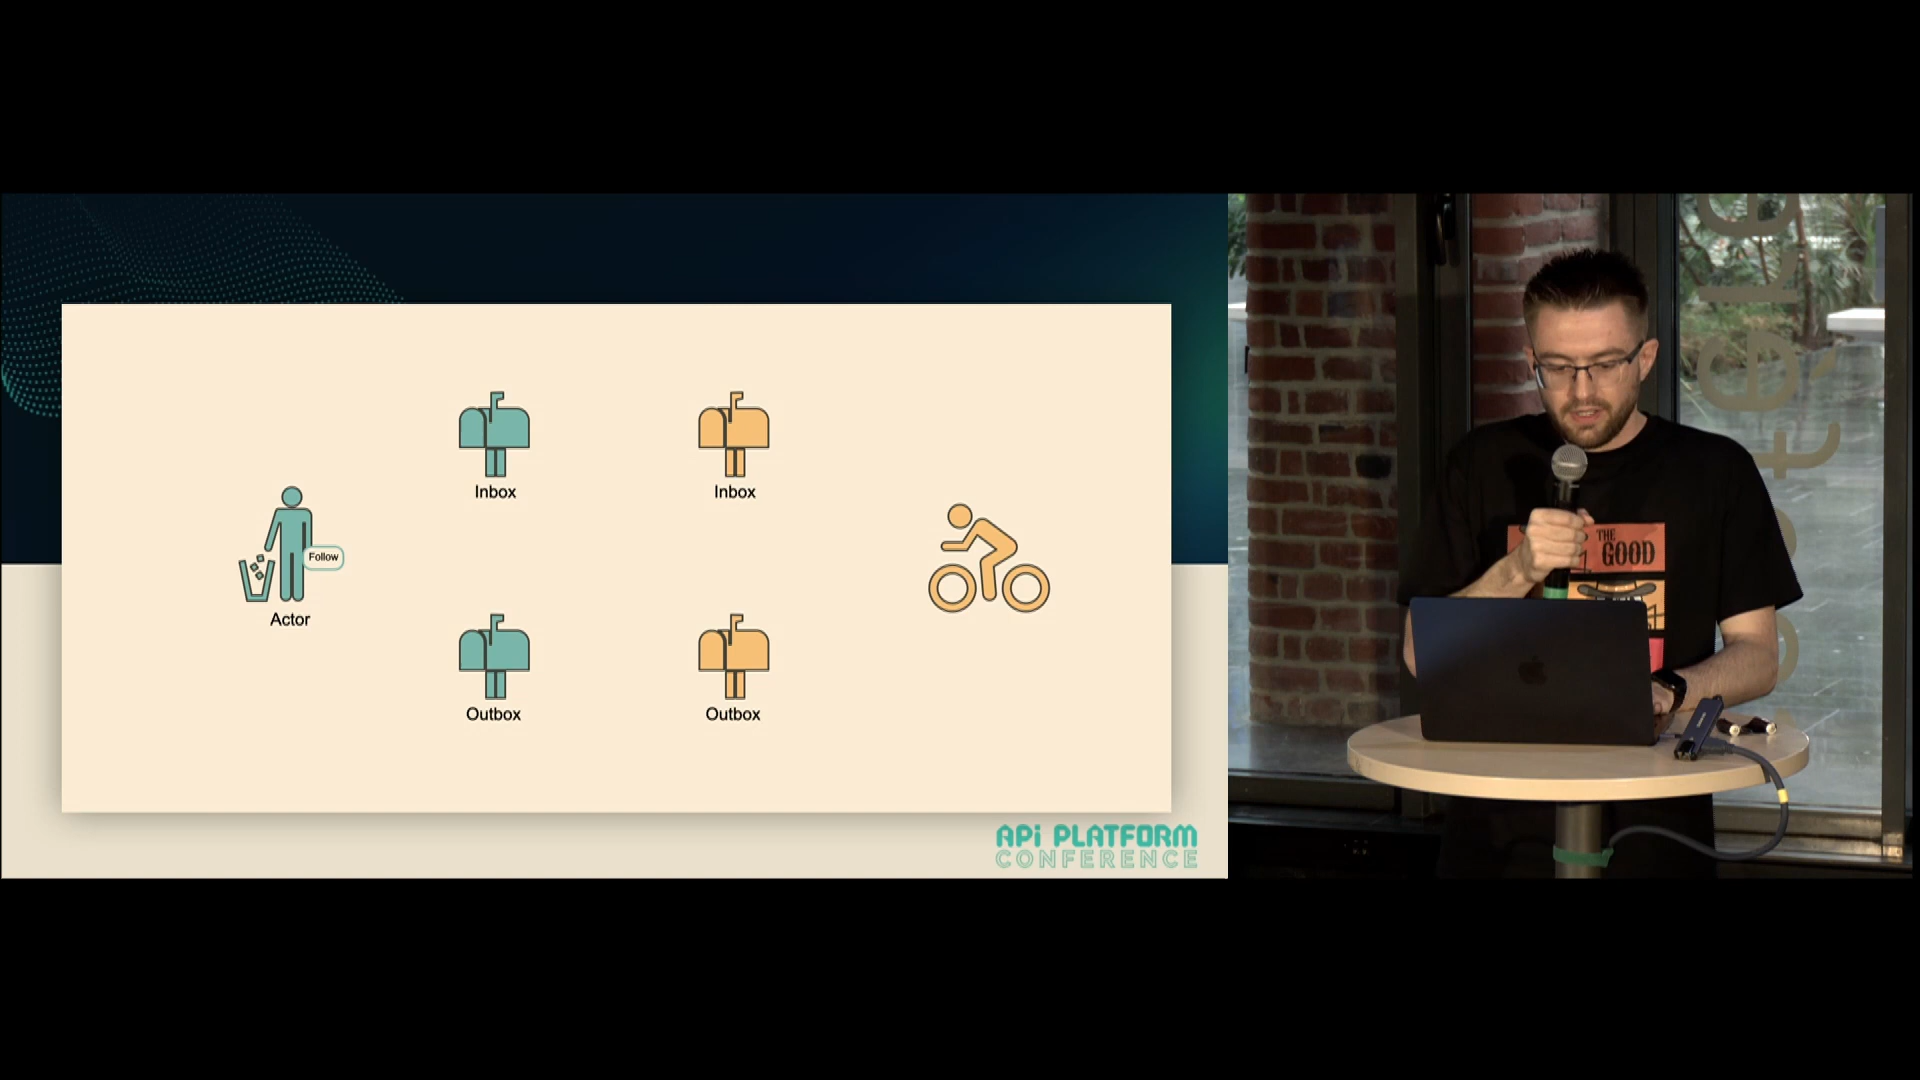 Inbox
Inbox
Follow
Actor
Outbox
Outbox
API PLATFORM
CONFERENCE
THE
GOOD